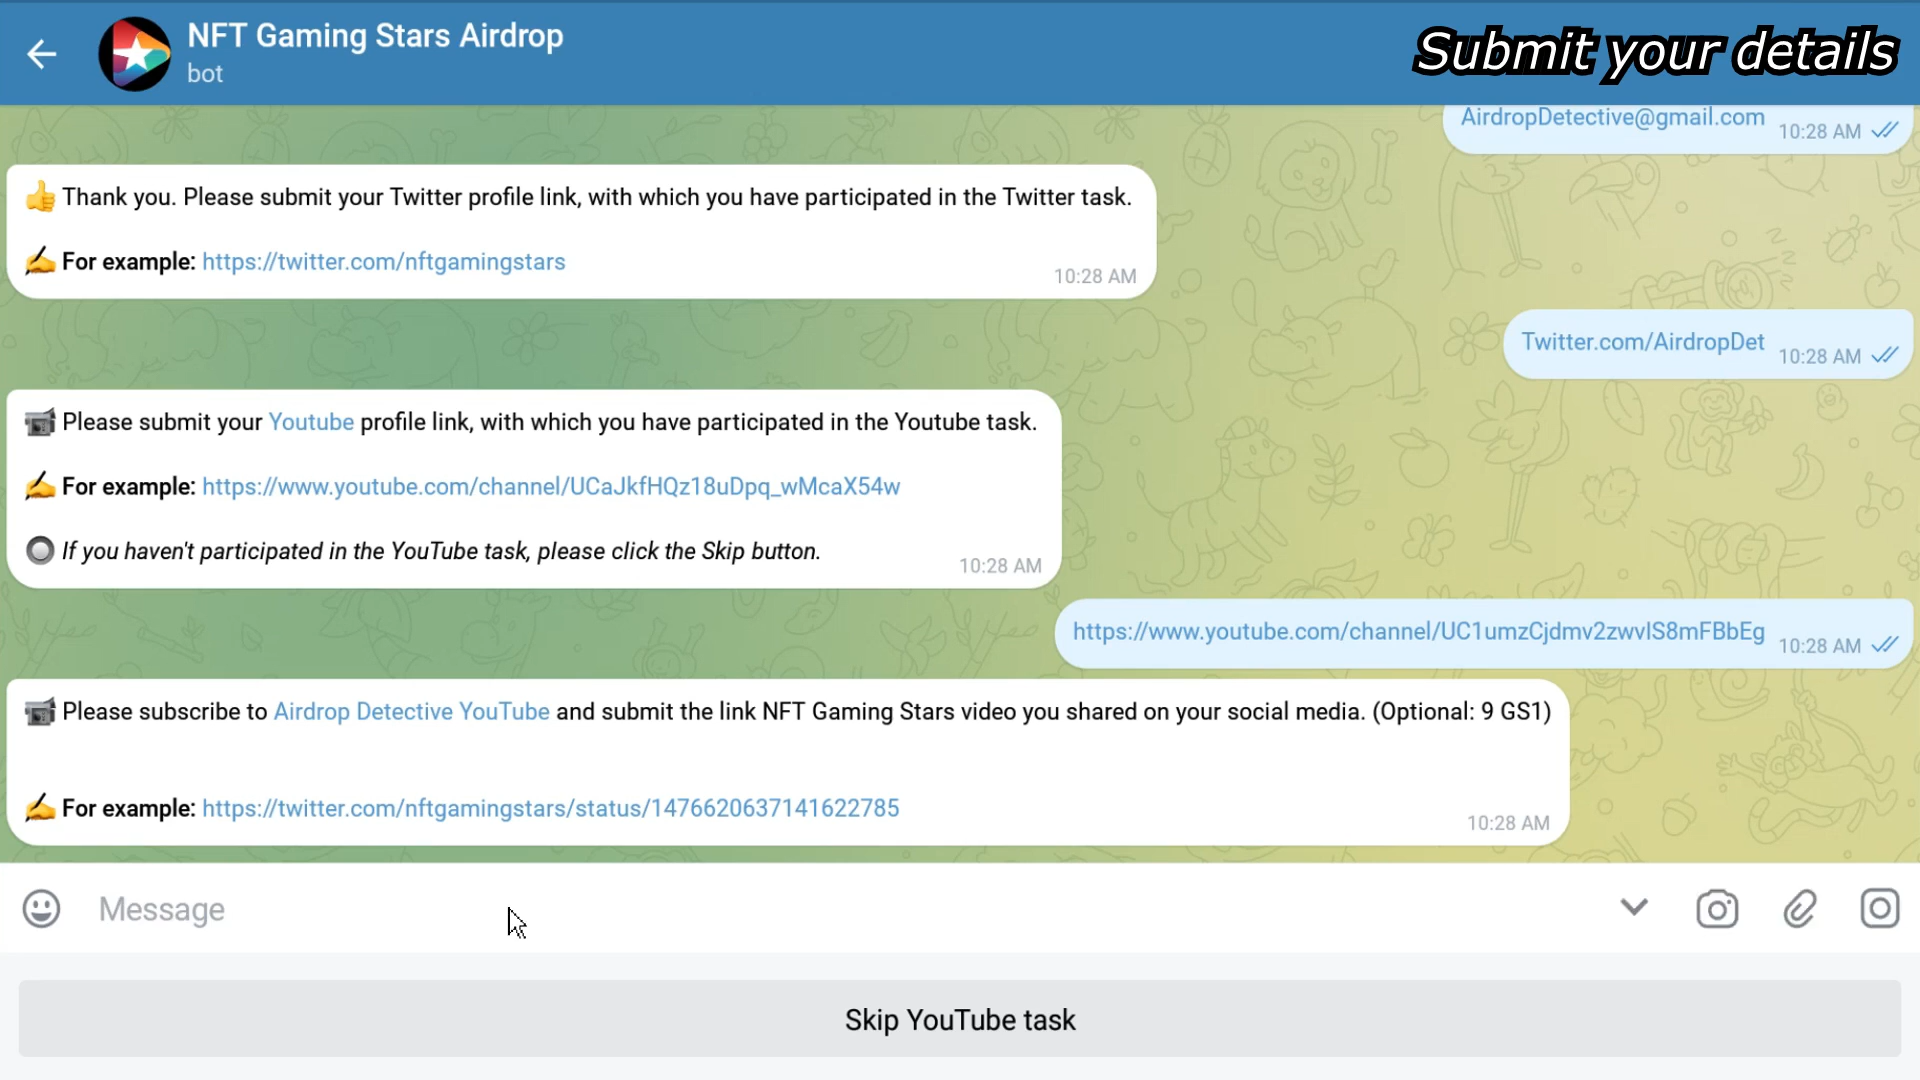 NFT Gaming Stars Airdrop
bot
Submit your details
AirdropDetective@gmail.com 10:28 AM
👍 Thank you. Please submit your Twitter profile link, with which you have participated in the Twitter task.
✍ For example: https://twitter.com/nftgamingstars
10:28 AM
Twitter.com/AirdropDet 10:28 AM
📹 Please submit your Youtube profile link, with which you have participated in the Youtube task.
✍ For example: https://www.youtube.com/channel/UCaJkfHQz18uDpq_wMcaX54w
🔘 If you haven't participated in the YouTube task, please click the Skip button.
10:28 AM
https://www.youtube.com/channel/UC1umzCjdmv2zwvlS8mFBbEg 10:28 AM
📹 Please subscribe to Airdrop Detective YouTube and submit the link NFT Gaming Stars video you shared on your social media. (Optional: 9 GS1)
✍ For example: https://twitter.com/nftgamingstars/status/1476620637141622785
10:28 AM
Message
Skip YouTube task